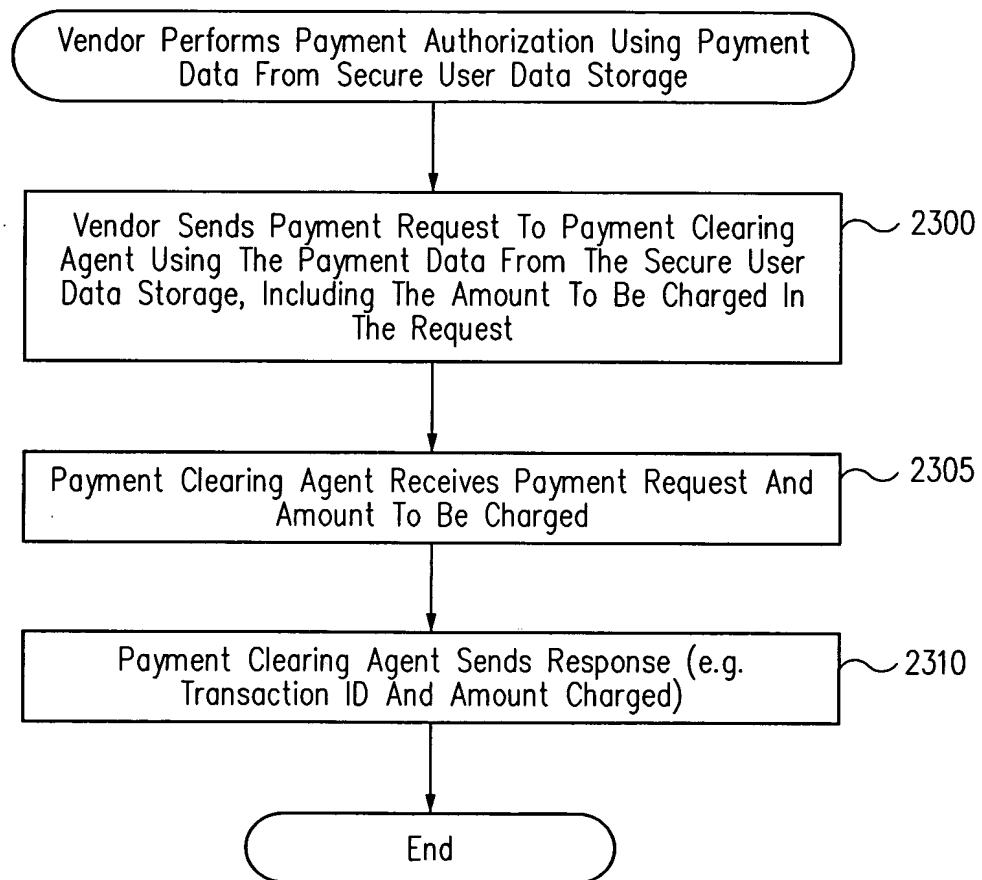 Vendor Performs Payment Authorization Using Payment
Data From Secure User Data Storage
Vendor Sends Payment Request To Payment Clearing
Agent Using The Payment Data From The Secure User
Data Storage, Including The Amount To Be Charged In
The Request
2300
Payment Clearing Agent Receives Payment Request And
Amount To Be Charged
2305
Payment Clearing Agent Sends Response (e.g.
Transaction ID And Amount Charged)
2310
End